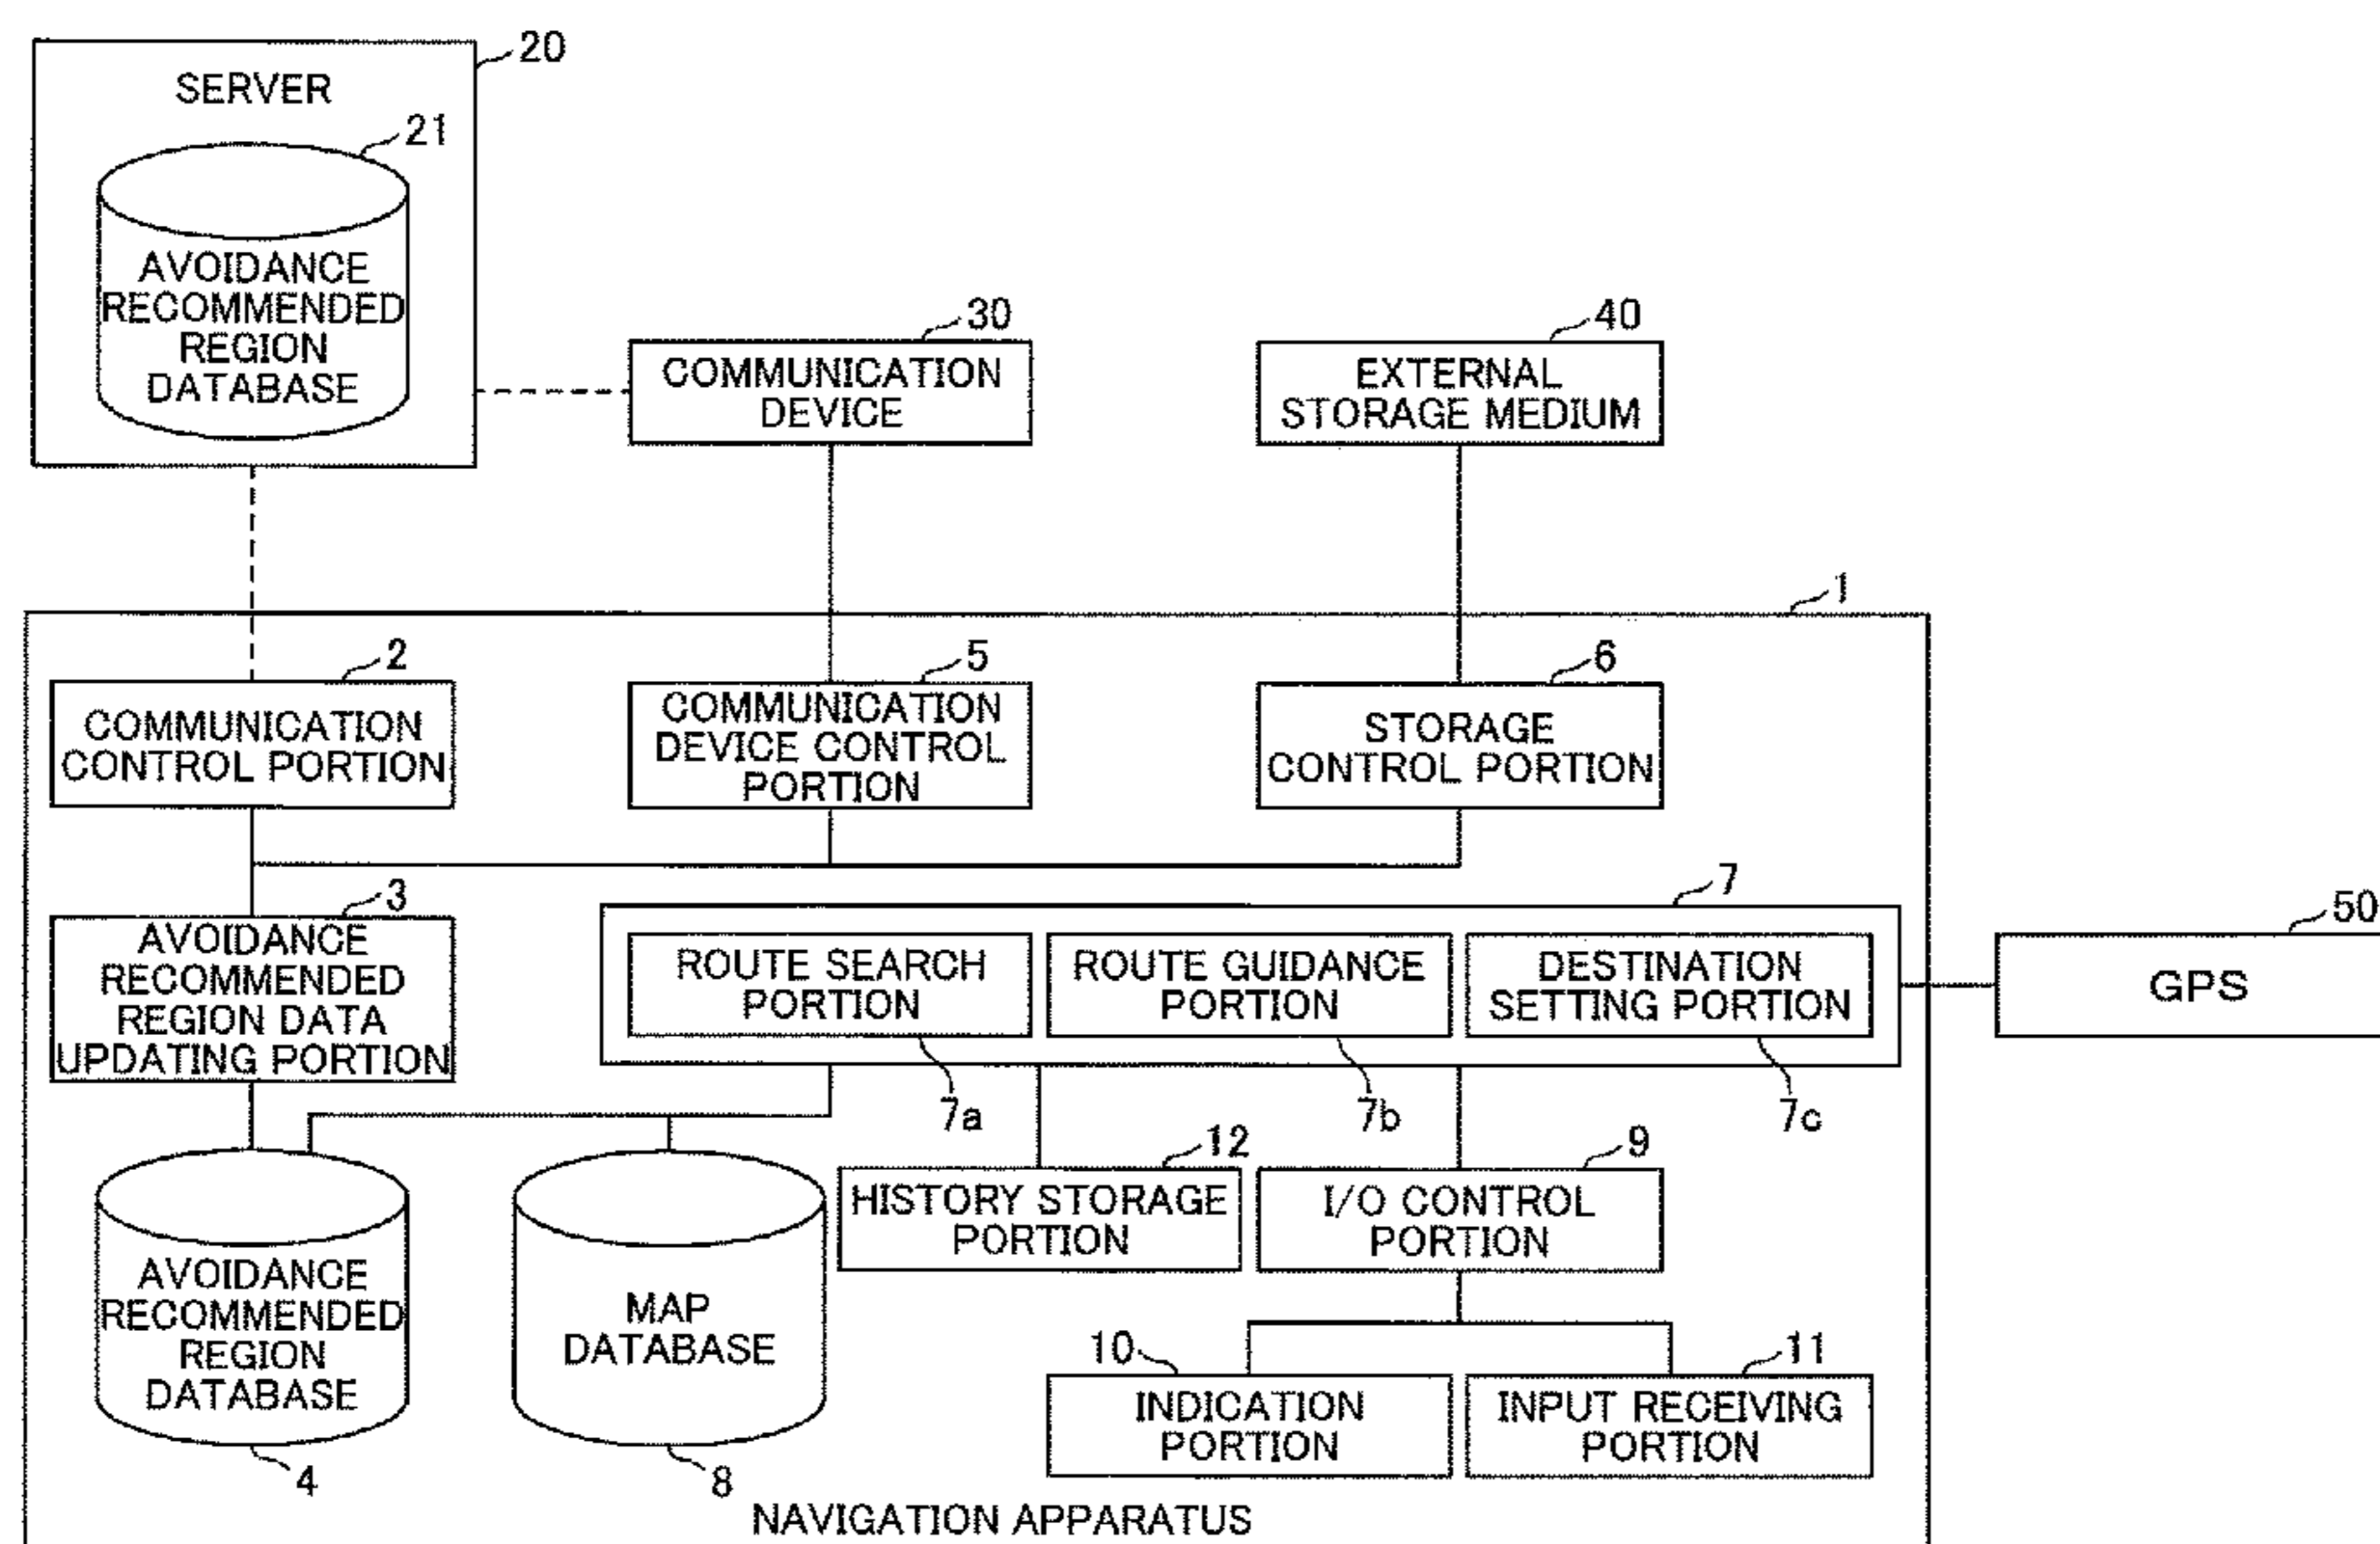 20
SERVER
21
AVOIDANCE
RECOMMENDED
REGION
DATABASE
30
COMMUNICATION
DEVICE
40
EXTERNAL
STORAGE MEDIUM
1
2
COMMUNICATION
CONTROL PORTION
5
COMMUNICATION
DEVICE CONTROL
PORTION
6
STORAGE
CONTROL PORTION
3
AVOIDANCE
RECOMMENDED
REGION DATA
UPDATING PORTION
7
ROUTE SEARCH
PORTION
ROUTE GUIDANCE
PORTION
DESTINATION
SETTING PORTION
7a
7b
7c
50
GPS
12
HISTORY STORAGE
PORTION
9
I/O CONTROL
PORTION
AVOIDANCE
RECOMMENDED
REGION
DATABASE
4
MAP
DATABASE
8
10
INDICATION
PORTION
11
INPUT RECEIVING
PORTION
NAVIGATION APPARATUS